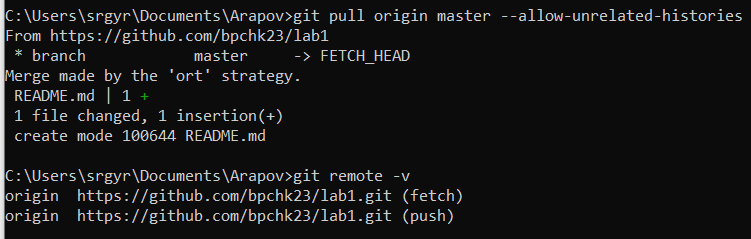 C:\Users\srgyr\Documents\Arapov>git pull origin master --allow-unrelated-histories
From https://github.com/bpchk23/lab1
 * branch            master     -> FETCH_HEAD
Merge made by the 'ort' strategy.
 README.md | 1 +
 1 file changed, 1 insertion(+)
 create mode 100644 README.md
C:\Users\srgyr\Documents\Arapov>git remote -v
origin  https://github.com/bpchk23/lab1.git (fetch)
origin  https://github.com/bpchk23/lab1.git (push)